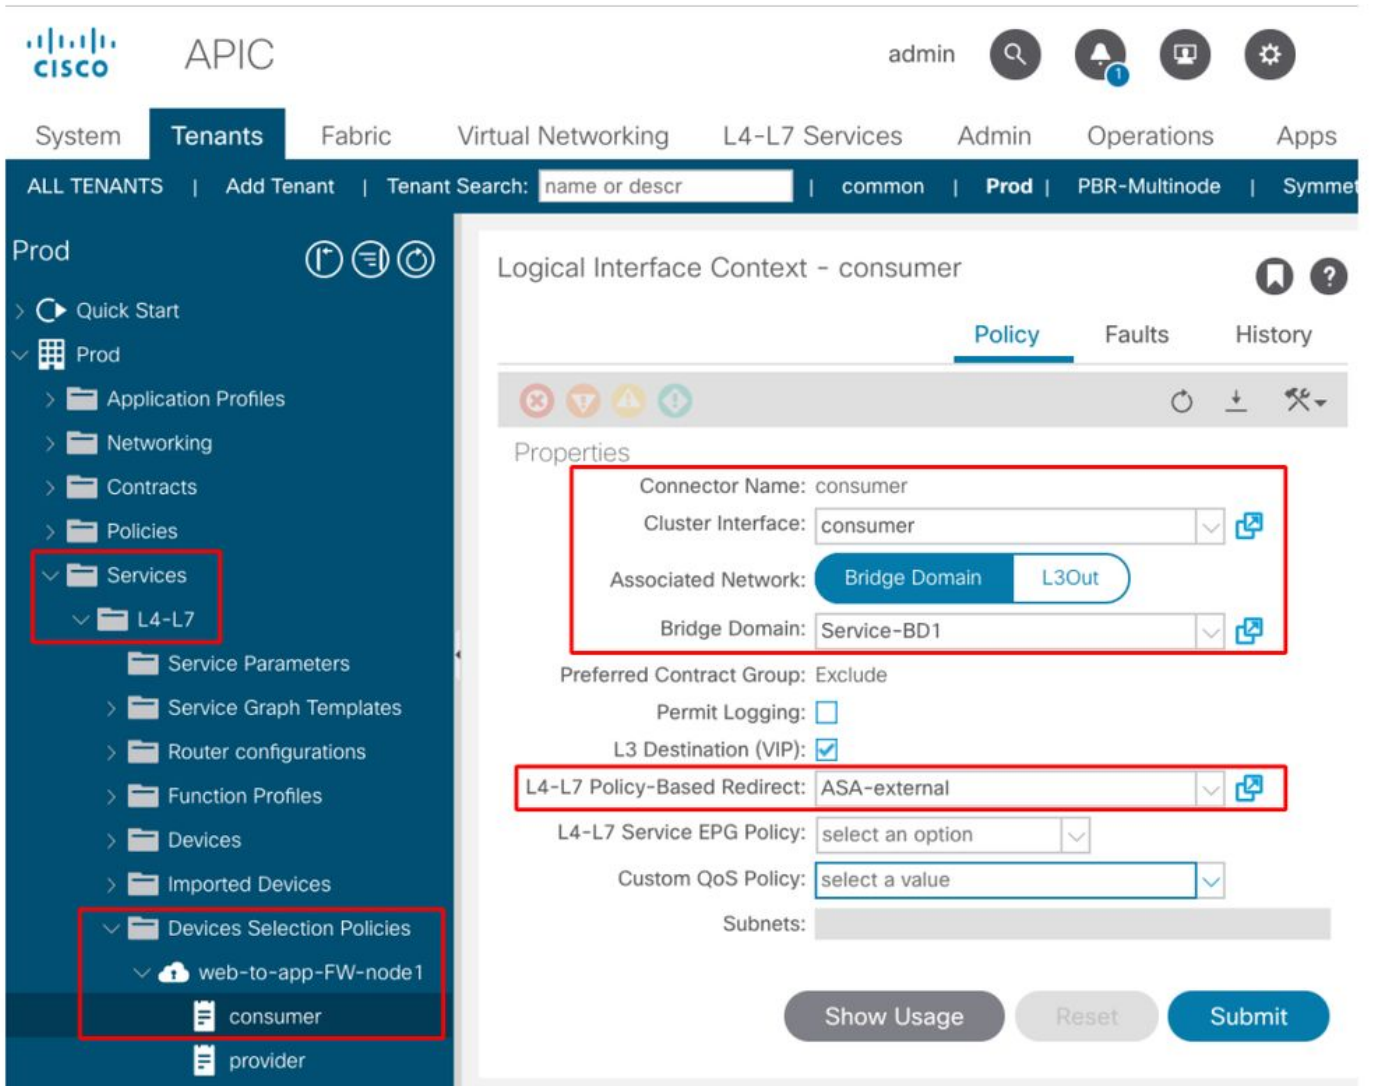 CISCO APIC admin 1
System Tenants Fabric Virtual Networking L4-L7 Services Admin Operations Apps
ALL TENANTS | Add Tenant | Tenant Search: name or descr | common | Prod | PBR-Multinode | Symmet
Prod
Quick Start
Prod
Application Profiles
Networking
Contracts
Policies
Services
L4-L7
Service Parameters
Service Graph Templates
Router configurations
Function Profiles
Devices
Imported Devices
Devices Selection Policies
web-to-app-FW-node1
consumer
provider
Logical Interface Context - consumer
Policy Faults History
Properties
Connector Name: consumer
Cluster Interface: consumer
Associated Network: Bridge Domain L3Out
Bridge Domain: Service-BD1
Preferred Contract Group: Exclude
Permit Logging:
L3 Destination (VIP):
L4-L7 Policy-Based Redirect: ASA-external
L4-L7 Service EPG Policy: select an option
Custom QoS Policy: select a value
Subnets:
Show Usage Reset Submit